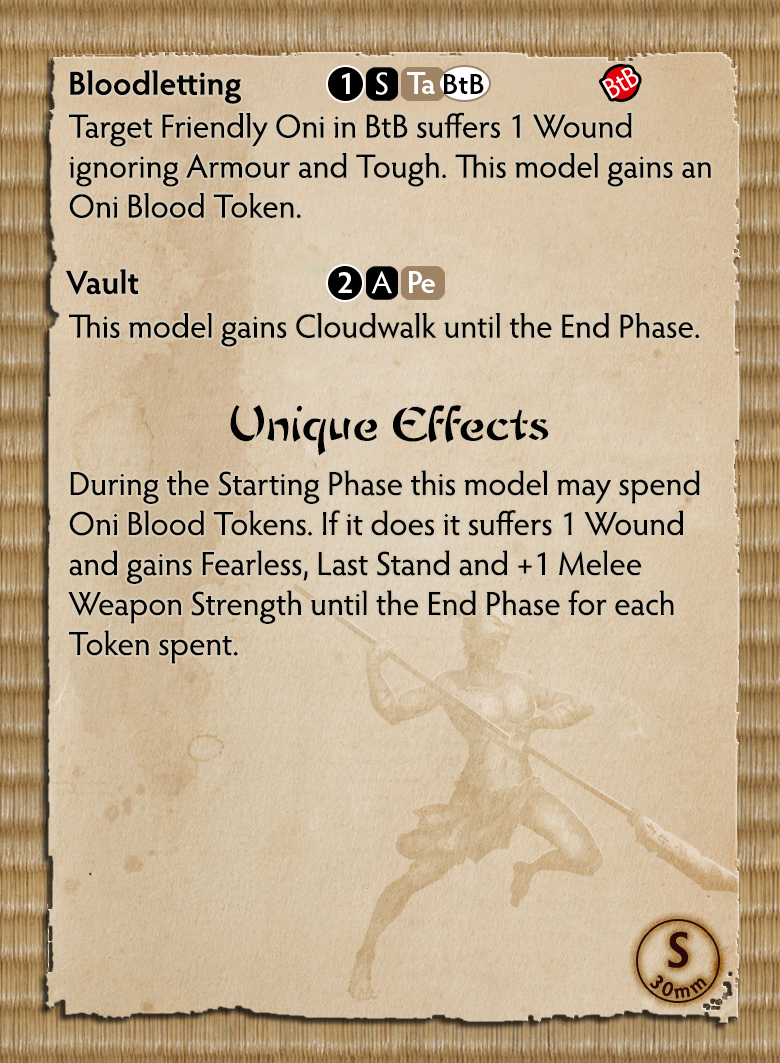 Bloodletting 1 S Ta BtB BtB
Target Friendly Oni in BtB suffers 1 Wound
ignoring Armour and Tough. This model gains an
Oni Blood Token.
Vault 2 A Pe
This model gains Cloudwalk until the End Phase.
Unique Effects
During the Starting Phase this model may spend
Oni Blood Tokens. If it does it suffers 1 Wound
and gains Fearless, Last Stand and +1 Melee
Weapon Strength until the End Phase for each
Token spent.
S
30mm